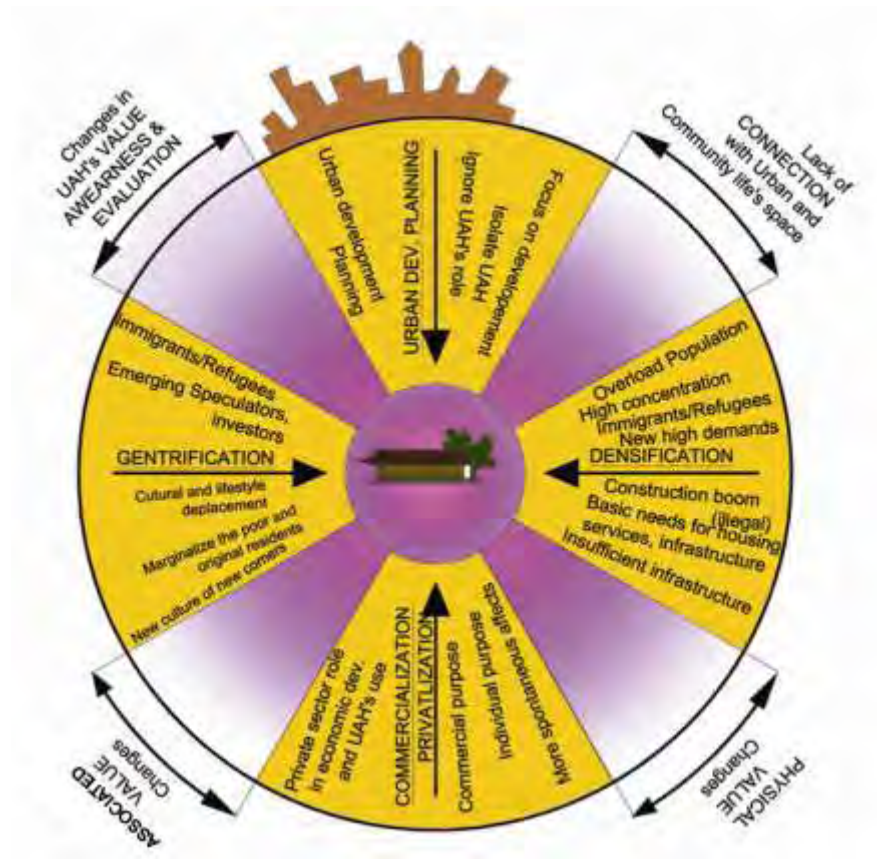 Changes in
UAH's VALUE
AWEARNESS &
EVALUATION
Lack of
CONNECTION
with Urban and
Community life's space
Urban development
Planning
URBAN DEV. PLANNING
Ignore UAH's role
Isolate UAH
Focus on developement
Immigrants/Refugees
Emerging Speculators,
investors
GENTRIFICATION
Cutural and lifestyle
deplacement
Marginalize the poor and
original residents
New culture of new comers
Overload Population
High concentration
Immigrants/Refugees
New high demands
DENSIFICATION
Construction boom
(illegal)
Basic needs for housing
services, infrastructure
Insufficient infrastructure
Private sector role
in economic dev.
and UAH's use
COMMERCIALIZATION
PRIVATLIZATION
Commercial purpose
Individual purpose
More spontaneous affects
ASSOCIATED
VALUE
Changes
PHYSICAL
VALUE
Changes